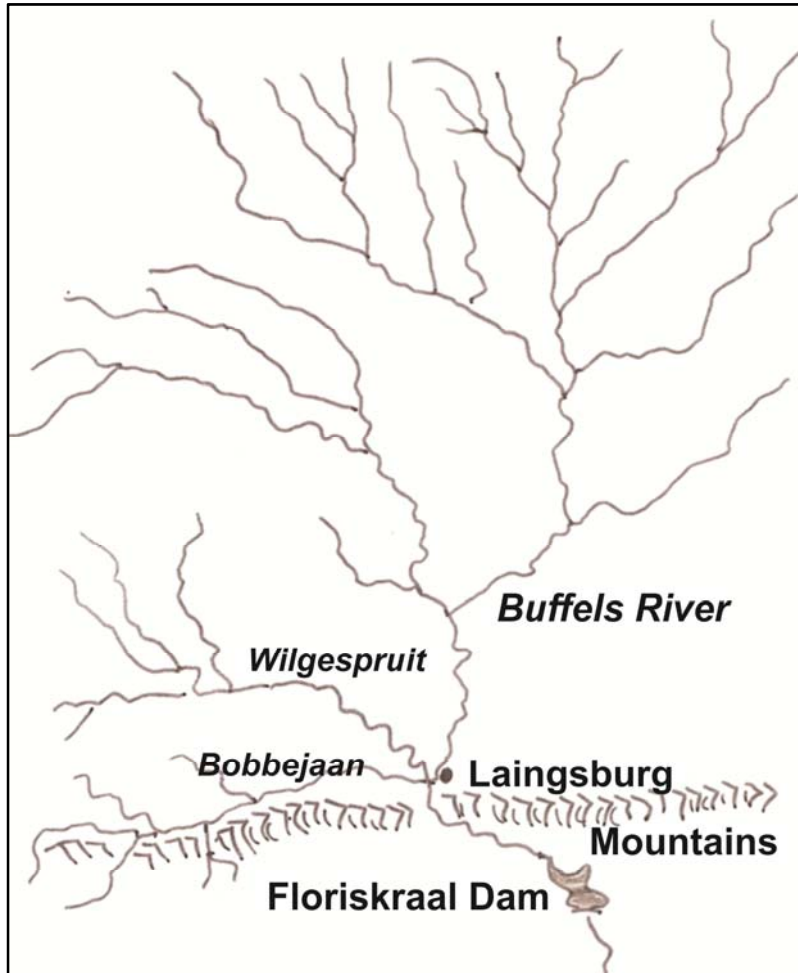 Buffels River
Wilgespruit
Bobbejaan
Laingsburg
Mountains
Floriskraal Dam